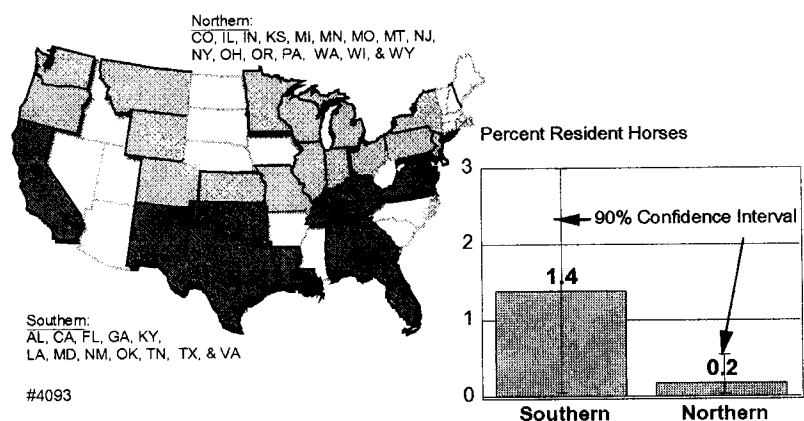 Northern:
CO, IL, IN, KS, MI, MN, MO, MT, NJ,
NY, OH, OR, PA, WA, WI, & WY
Southern:
AL, CA, FL, GA, KY,
LA, MD, NM, OK, TN, TX, & VA
#4093
Percent Resident Horses
3
90% Confidence Interval
2
1.4
1
0.2
0
Southern Northern